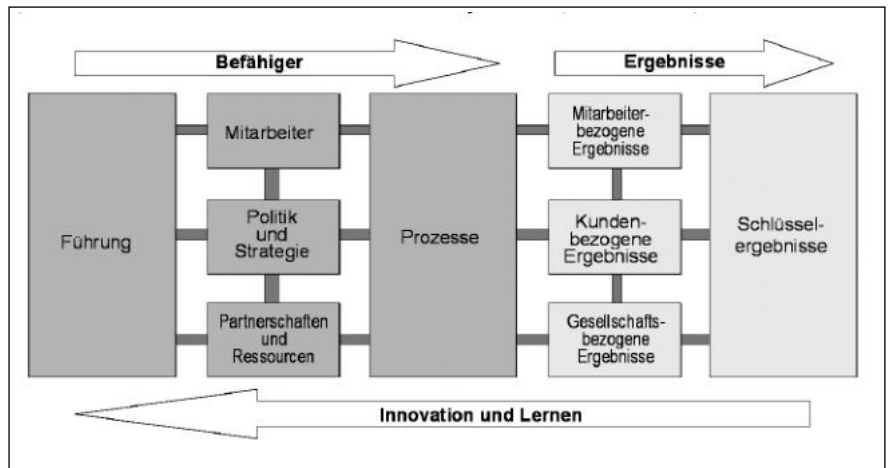 Befähiger
Ergebnisse
Führung
Mitarbeiter
Politik
und
Strategie
Partnerschaften
und
Ressourcen
Prozesse
Mitarbeiter-
bezogene
Ergebnisse
Kunden-
bezogene
Ergebnisse
Gesellschafts-
bezogene
Ergebnisse
Schlüssel-
ergebnisse
Innovation und Lernen